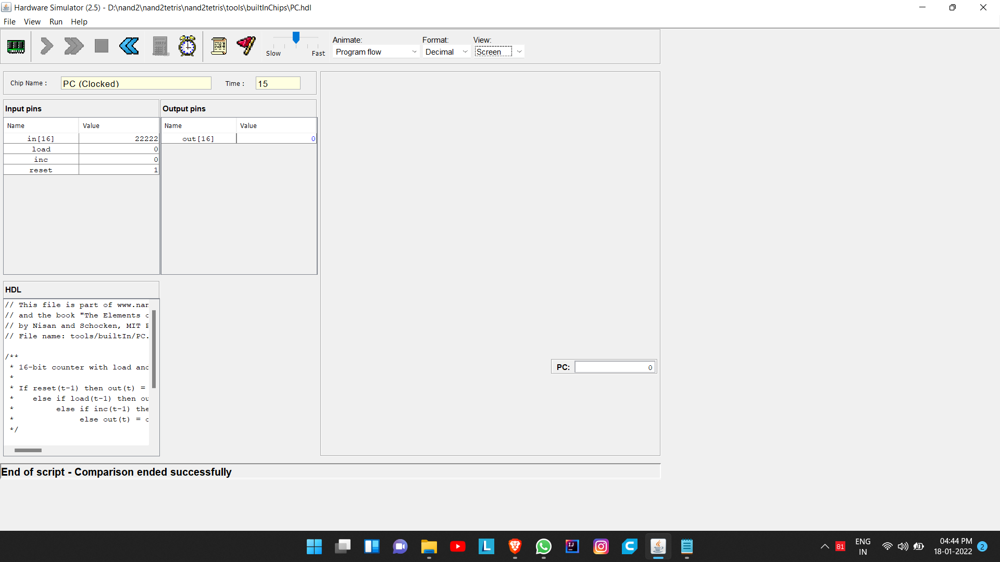 Hardware Simulator (2.5) - D:\nand2\nand2tetris\nand2tetris\tools\builtInChips\PC.hdl
File View Run Help
Slow Fast
Animate: Format: View:
Program flow Decimal Screen
Chip Name : PC (Clocked) Time : 15
Input pins Output pins
Name Value Name Value
in[16] 22222 out[16] 0
load 0
inc 0
reset 1
HDL
// This file is part of www.nan
// and the book "The Elements o
// by Nisan and Schocken, MIT P
// File name: tools/builtIn/PC.
/**
* 16-bit counter with load and
*
* If reset(t-1) then out(t) =
* else if load(t-1) then ou
* else if inc(t-1) the
* else out(t) = o
*/
PC: 0
End of script - Comparison ended successfully
81 ENG IN 04:44 PM 18-01-2022 2